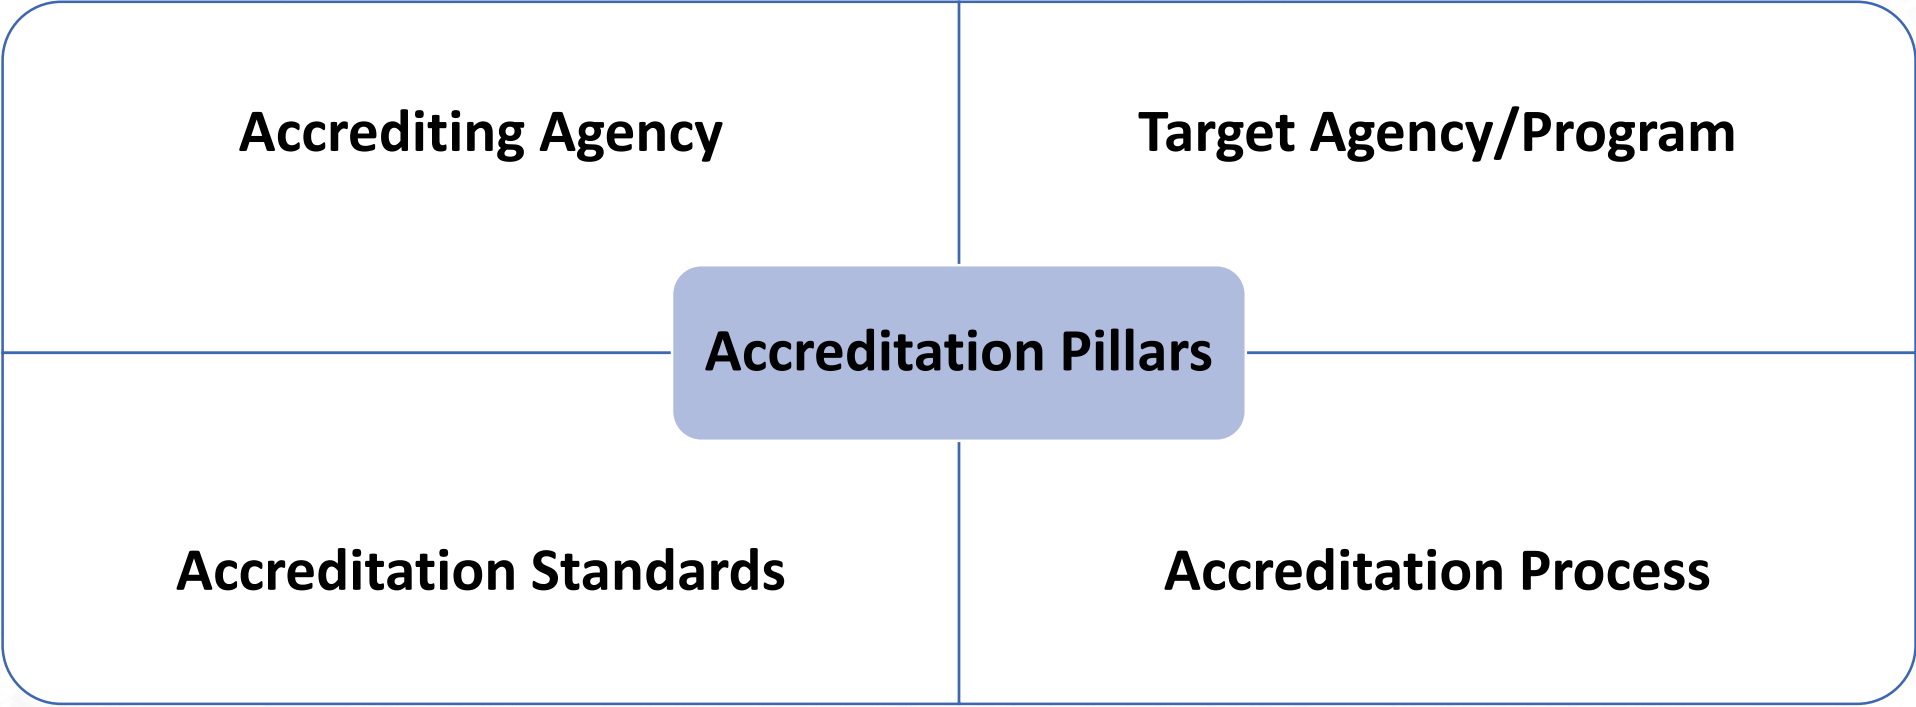 Accrediting Agency
Target Agency/Program
Accreditation Pillars
Accreditation Standards
Accreditation Process